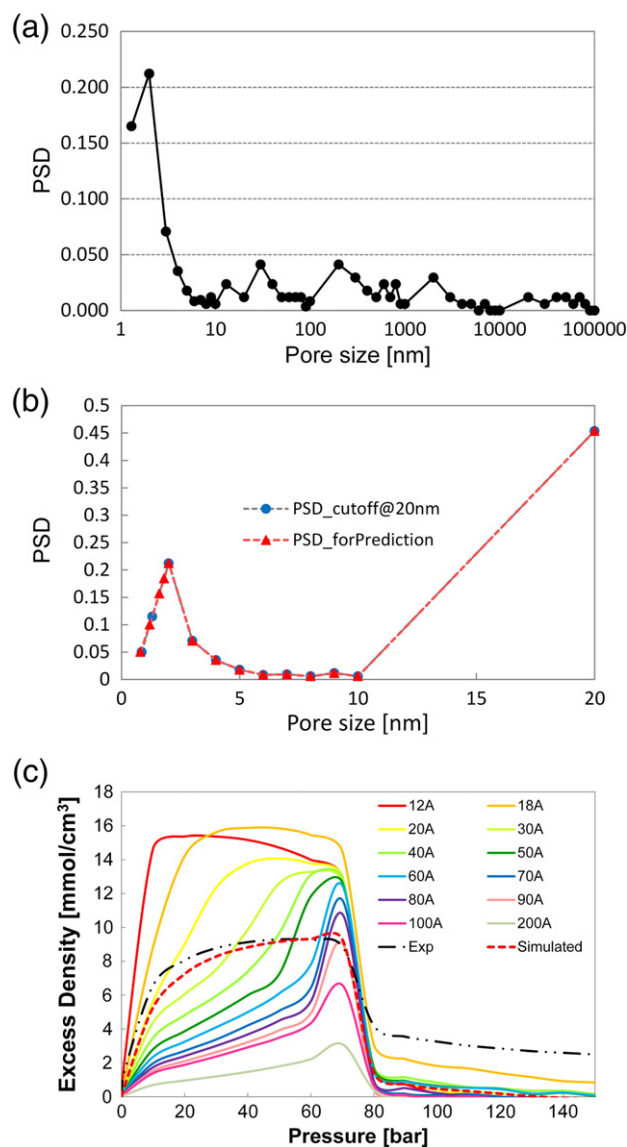 (a)
0.250
0.200
0.150
0.100
0.050
0.000
PSD
1 10 100 1000 10000 100000
Pore size [nm]
(b)
0.5
0.45
0.4
0.35
0.3
0.25
0.2
0.15
0.1
0.05
0
PSD
PSD_cutoff@20nm
PSD_forPrediction
0 5 10 15 20
Pore size [nm]
(c)
18
16
14
12
10
8
6
4
2
0
Excess Density [mmol/cm³]
12A 18A
20A 30A
40A 50A
60A 70A
80A 90A
100A 200A
Exp Simulated
0 20 40 60 80 100 120 140
Pressure [bar]